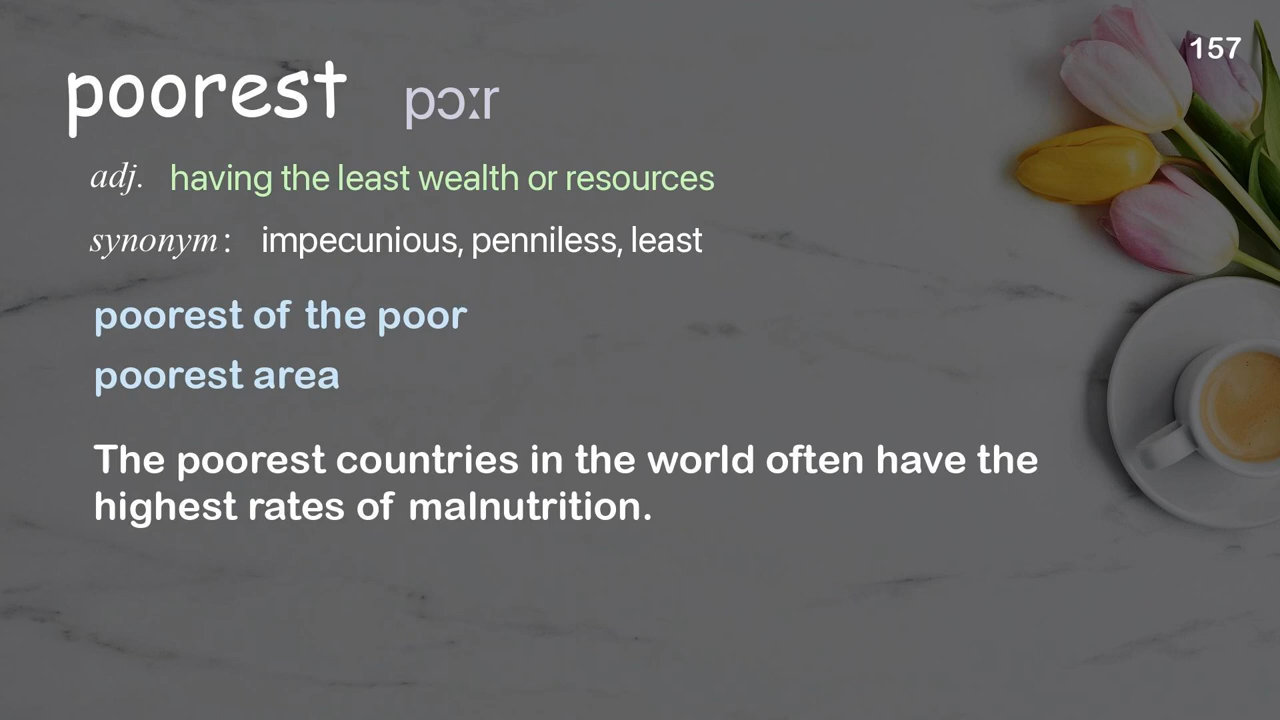 157
poorest pɔːr
adj. having the least wealth or resources
synonym: impecunious, penniless, least
poorest of the poor
poorest area
The poorest countries in the world often have the
highest rates of malnutrition.